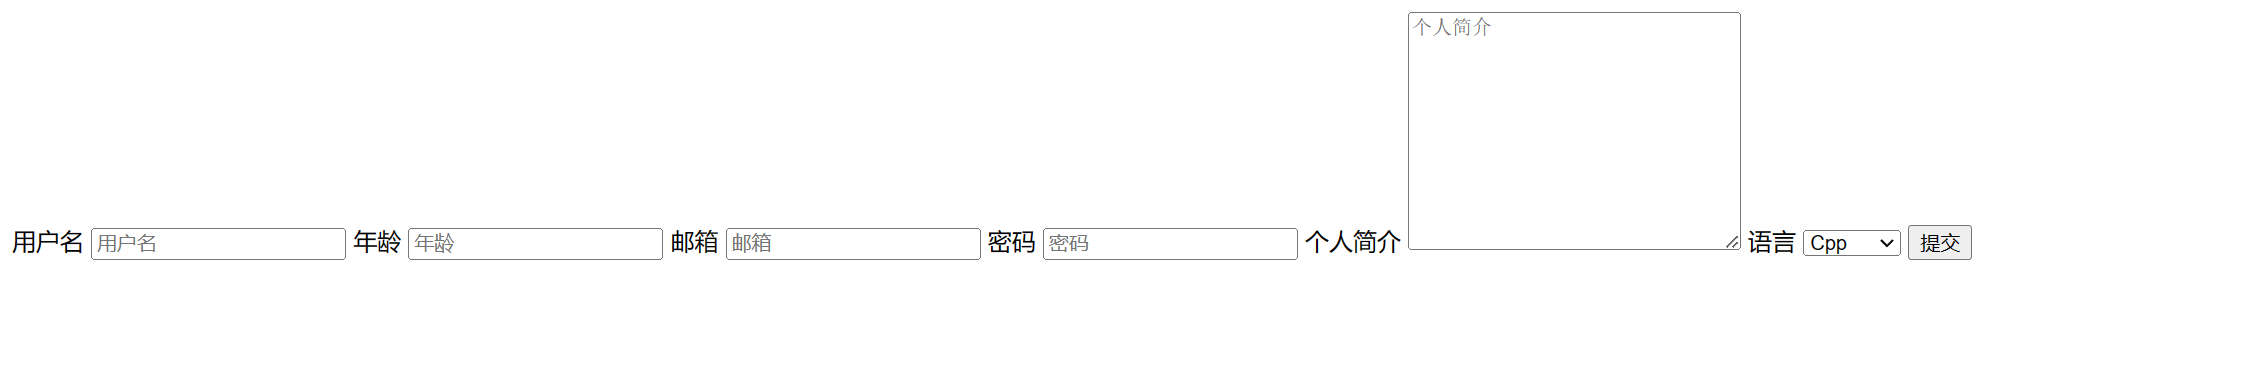 个人简介
用户名 用户名 年龄 年龄 邮箱 邮箱 密码 密码 个人简介 语言 Cpp 提交